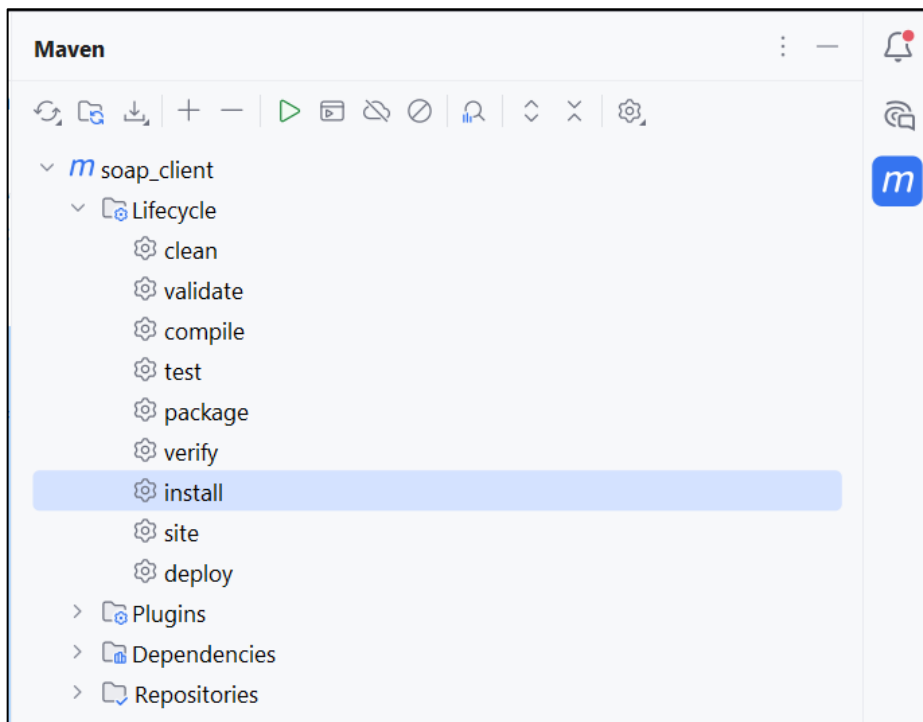 Maven
m soap_client
Lifecycle
clean
validate
compile
test
package
verify
install
site
deploy
Plugins
Dependencies
Repositories
m